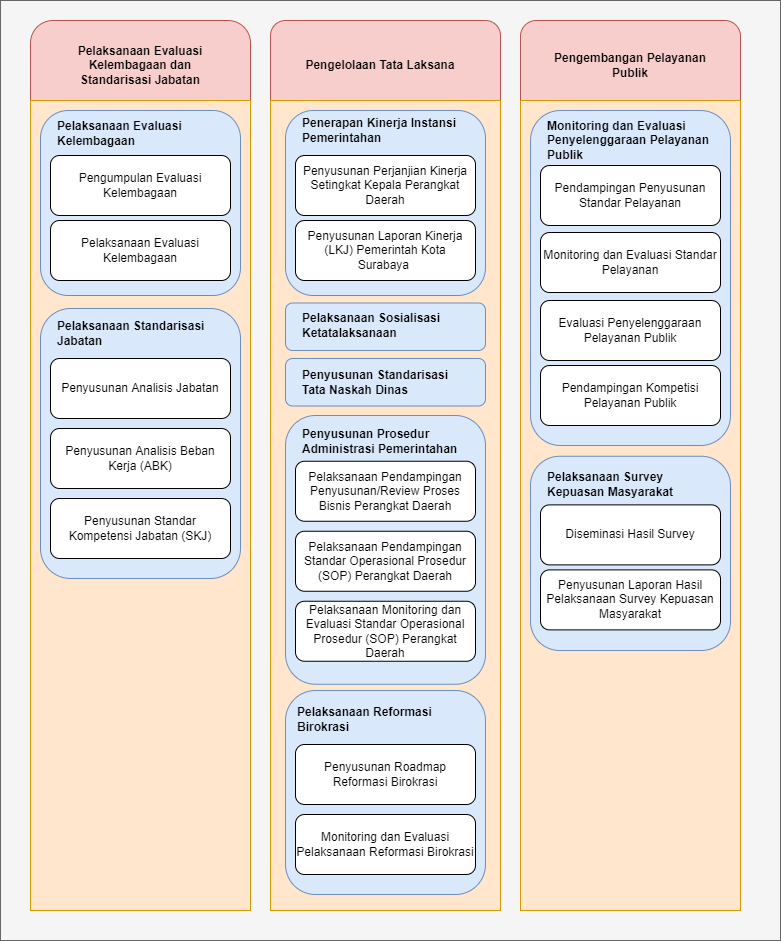 Pelaksanaan Evaluasi
Kelembagaan dan
Standarisasi Jabatan
Pelaksanaan Evaluasi
Kelembagaan
Pengumpulan Evaluasi
Kelembagaan
Pelaksanaan Evaluasi
Kelembagaan
Pelaksanaan Standarisasi
Jabatan
Penyusunan Analisis Jabatan
Penyusunan Analisis Beban
Kerja (ABK)
Penyusunan Standar
Kompetensi Jabatan (SKJ)
Pengelolaan Tata Laksana
Penerapan Kinerja Instansi
Pemerintahan
Penyusunan Perjanjian Kinerja
Setingkat Kepala Perangkat
Daerah
Penyusunan Laporan Kinerja
(LKJ) Pemerintah Kota
Surabaya
Pelaksanaan Sosialisasi
Ketatalaksanaan
Penyusunan Standarisasi
Tata Naskah Dinas
Penyusunan Prosedur
Administrasi Pemerintahan
Pelaksanaan Pendampingan
Penyusunan/Review Proses
Bisnis Perangkat Daerah
Pelaksanaan Pendampingan
Standar Operasional Prosedur
(SOP) Perangkat Daerah
Pelaksanaan Monitoring dan
Evaluasi Standar Operasional
Prosedur (SOP) Perangkat
Daerah
Pelaksanaan Reformasi
Birokrasi
Penyusunan Roadmap
Reformasi Birokrasi
Monitoring dan Evaluasi
Pelaksanaan Reformasi Birokrasi
Pengembangan Pelayanan
Publik
Monitoring dan Evaluasi
Penyelenggaraan Pelayanan
Publik
Pendampingan Penyusunan
Standar Pelayanan
Monitoring dan Evaluasi Standar
Pelayanan
Evaluasi Penyelenggaraan
Pelayanan Publik
Pendampingan Kompetisi
Pelayanan Publik
Pelaksanaan Survey
Kepuasan Masyarakat
Diseminasi Hasil Survey
Penyusunan Laporan Hasil
Pelaksanaan Survey Kepuasan
Masyarakat